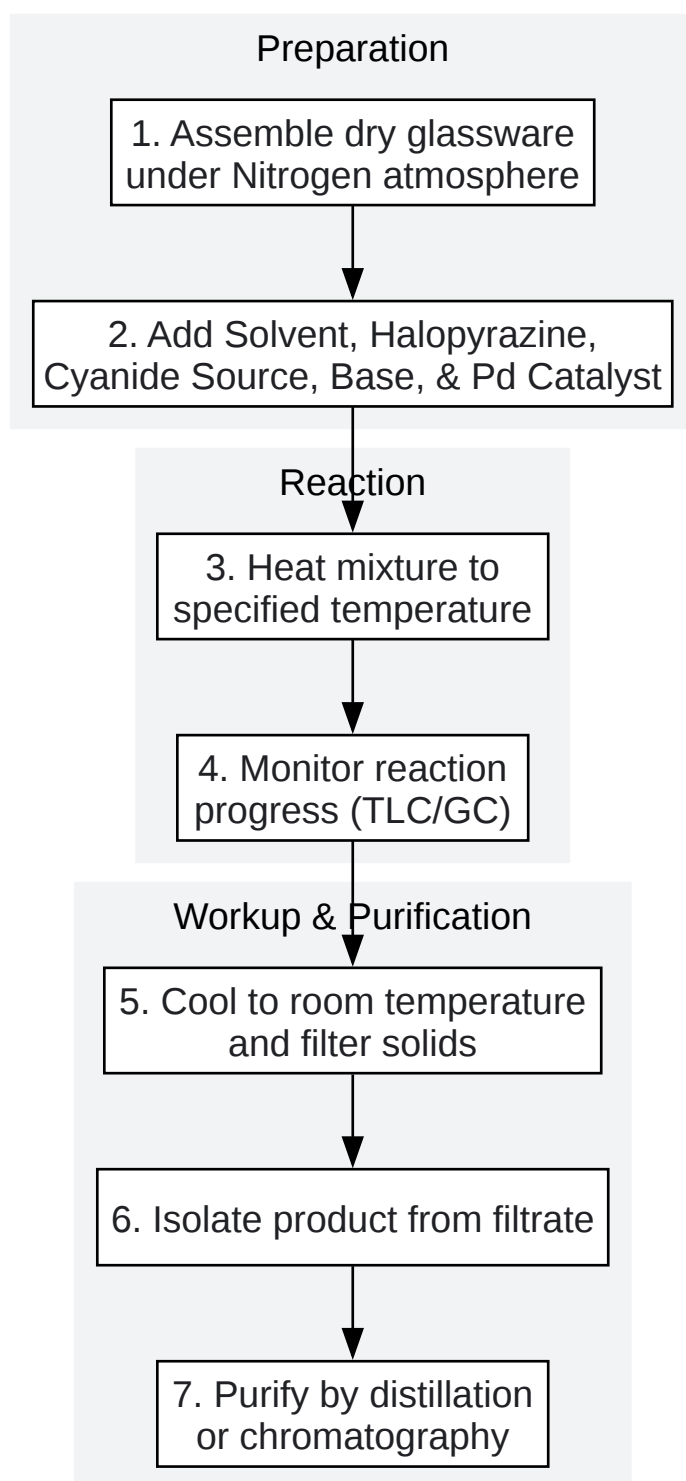 Preparation
1. Assemble dry glassware
under Nitrogen atmosphere
2. Add Solvent, Halopyrazine,
Cyanide Source, Base, & Pd Catalyst
Reaction
3. Heat mixture to
specified temperature
4. Monitor reaction
progress (TLC/GC)
Workup & Purification
5. Cool to room temperature
and filter solids
6. Isolate product from filtrate
7. Purify by distillation
or chromatography